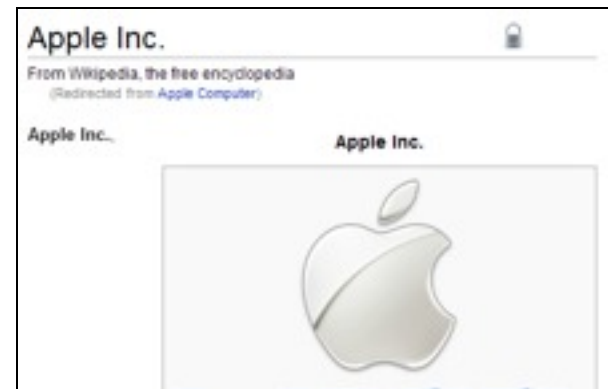 Apple Inc.
From Wikipedia, the free encyclopedia
(Redirected from Apple Computer)
Apple Inc.,
Apple Inc.